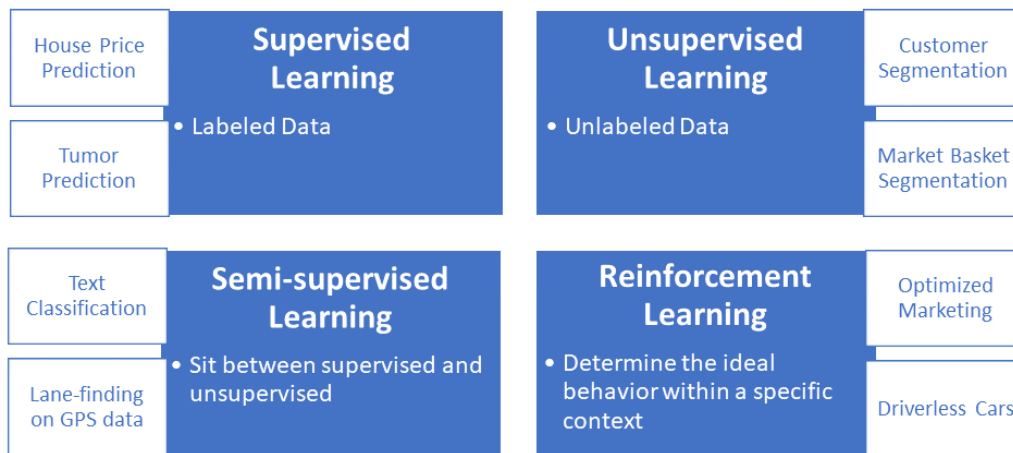 House Price
Prediction
Tumor
Prediction
Supervised
Learning
• Labeled Data
Unsupervised
Learning
• Unlabeled Data
Customer
Segmentation
Market Basket
Segmentation
Text
Classification
Lane-finding
on GPS data
Semi-supervised
Learning
• Sit between supervised and
unsupervised
Reinforcement
Learning
• Determine the ideal
behavior within a specific
context
Optimized
Marketing
Driverless Cars